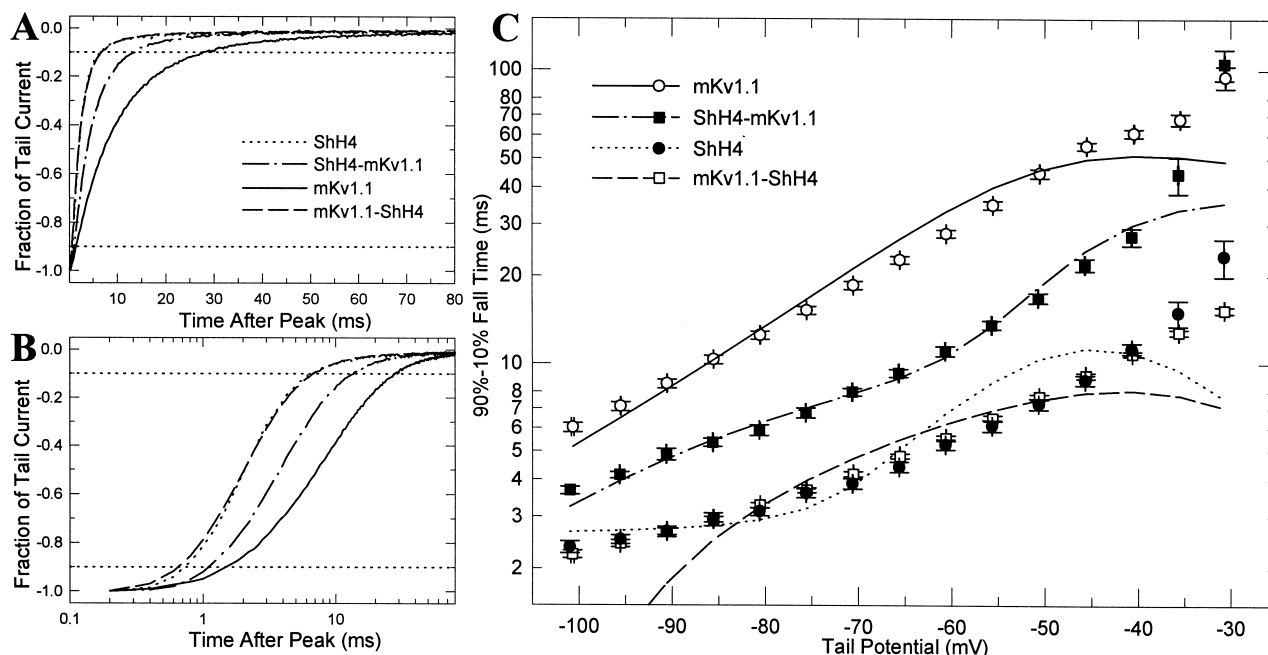 A
0.0
-0.2
-0.4
-0.6
-0.8
-1.0
Fraction of Tail Current
ShH4
ShH4-mKv1.1
mKv1.1
mKv1.1-ShH4
10 20 30 40 50 60 70 80
Time After Peak (ms)
B
0.0
-0.2
-0.4
-0.6
-0.8
-1.0
Fraction of Tail Current
0.1 1 10
Time After Peak (ms)
C
100
80
70
60
50
40
30
20
10
8
7
6
5
4
3
2
90%-10% Fall Time (ms)
mKv1.1
ShH4-mKv1.1
ShH4
mKv1.1-ShH4
-100 -90 -80 -70 -60 -50 -40 -30
Tail Potential (mV)